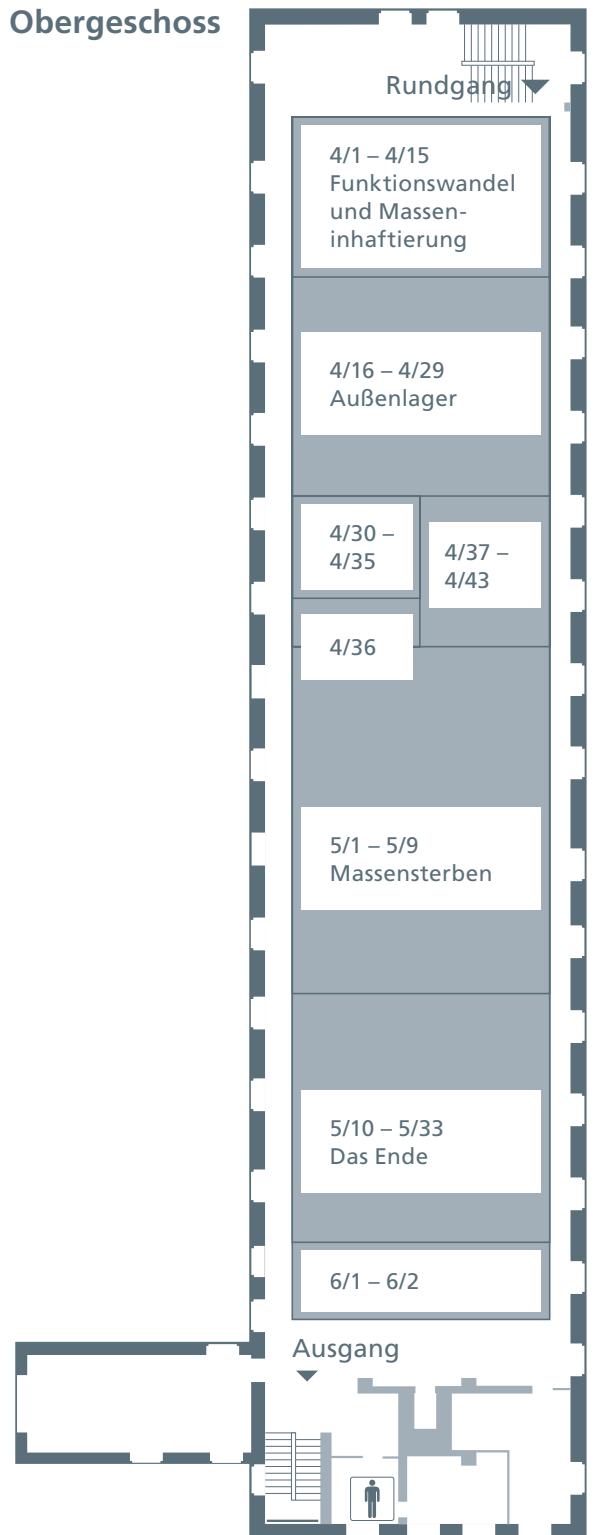 Obergeschoss
Rundgang
4/1 – 4/15
Funktionswandel
und Massen-
inhaftierung
4/16 – 4/29
Außenlager
4/30 –
4/35
4/37 –
4/43
4/36
5/1 – 5/9
Massensterben
5/10 – 5/33
Das Ende
6/1 – 6/2
Ausgang